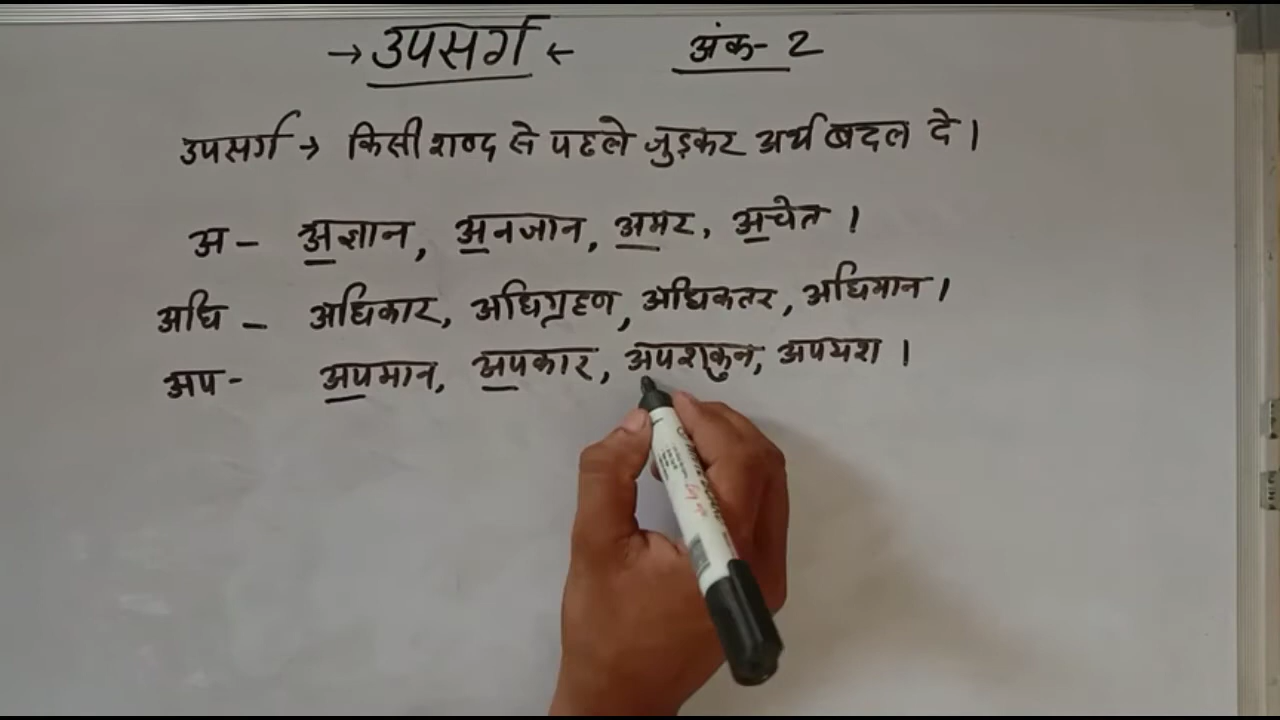 → उपसर्ग ← अंक- 2
उपसर्ग → किसी शब्द से पहले जुड़कर अर्थ बदल दे।
अ - अज्ञान, अनजान, अमर, अचेत ।
अधि - अधिकार, अधिग्रहण, अधिकतर, अधिमान ।
अप - अपमान, अपकार, अपशकुन, अपयश ।